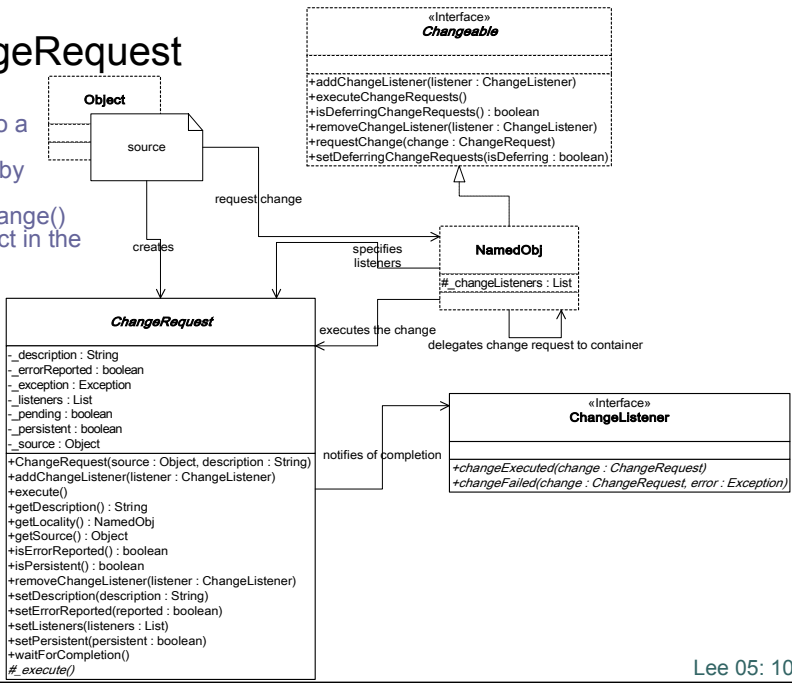 geRequest
o a
by
ange()
ct in the
Object
source
creates
request change
specifies
listeners
«Interface»
Changeable
+addChangeListener(listener : ChangeListener)
+executeChangeRequests()
+isDeferringChangeRequests() : boolean
+removeChangeListener(listener : ChangeListener)
+requestChange(change : ChangeRequest)
+setDeferringChangeRequests(isDeferring : boolean)
NamedObj
#_changeListeners : List
delegates change request to container
executes the change
ChangeRequest
-_description : String
-_errorReported : boolean
-_exception : Exception
-_listeners : List
-_pending : boolean
-_persistent : boolean
-_source : Object
+ChangeRequest(source : Object, description : String)
+addChangeListener(listener : ChangeListener)
+execute()
+getDescription() : String
+getLocality() : NamedObj
+getSource() : Object
+isErrorReported() : boolean
+isPersistent() : boolean
+removeChangeListener(listener : ChangeListener)
+setDescription(description : String)
+setErrorReported(reported : boolean)
+setListeners(listeners : List)
+setPersistent(persistent : boolean)
+waitForCompletion()
#_execute()
notifies of completion
«Interface»
ChangeListener
+changeExecuted(change : ChangeRequest)
+changeFailed(change : ChangeRequest, error : Exception)
Lee 05: 10